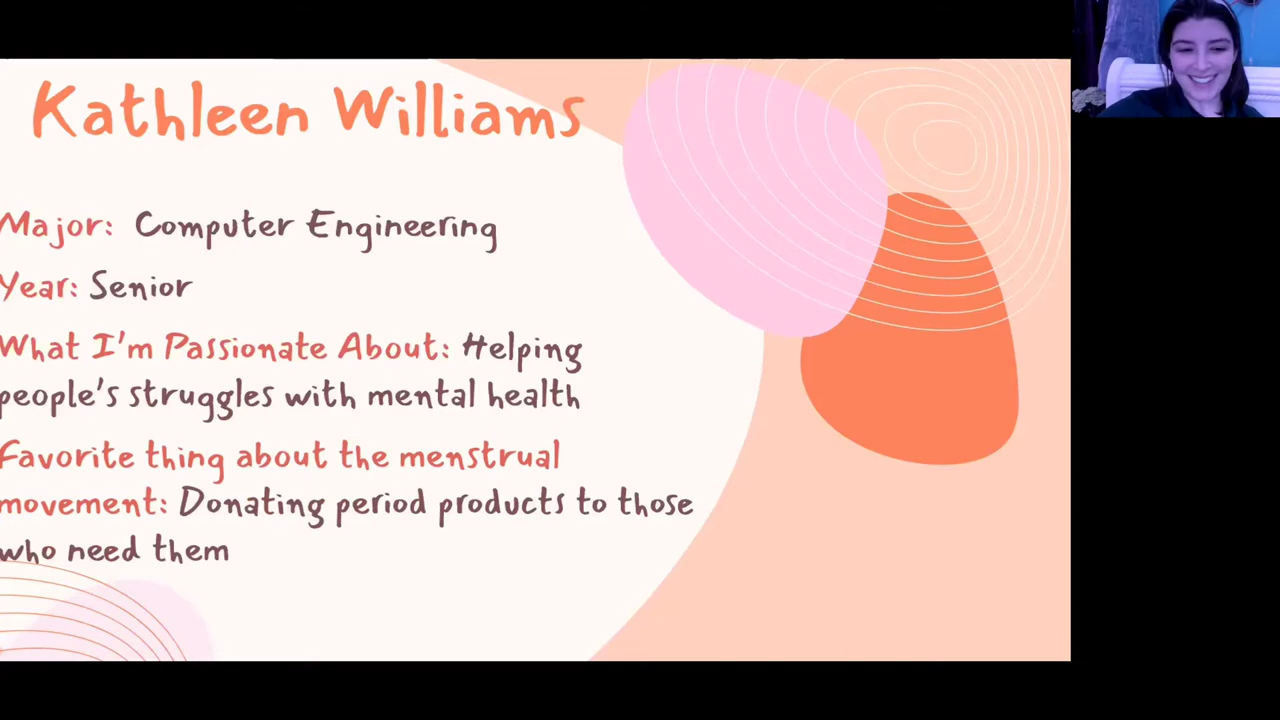 Kathleen Williams
Major: Computer Engineering
Year: Senior
What I'm Passionate About: Helping
people's struggles with mental health
Favorite thing about the menstrual
movement: Donating period products to those
who need them